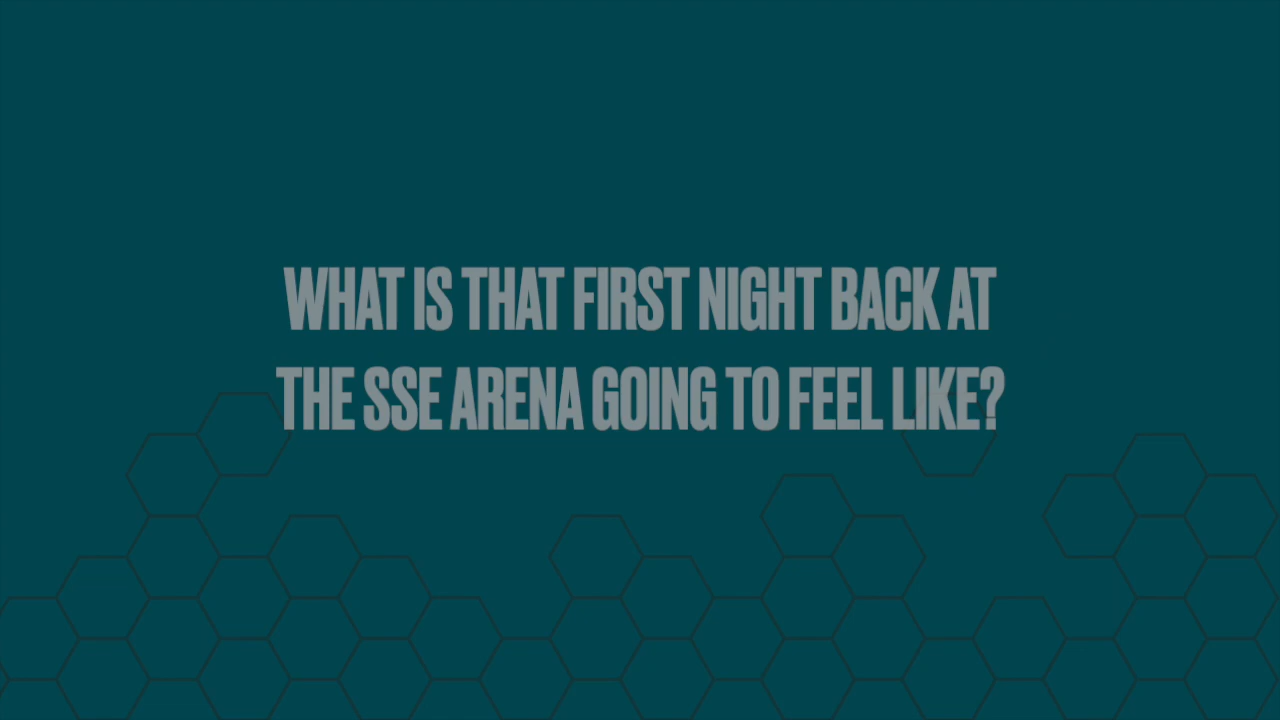 WHAT IS THAT FIRST NIGHT BACK AT
THE SSE ARENA GOING TO FEEL LIKE?